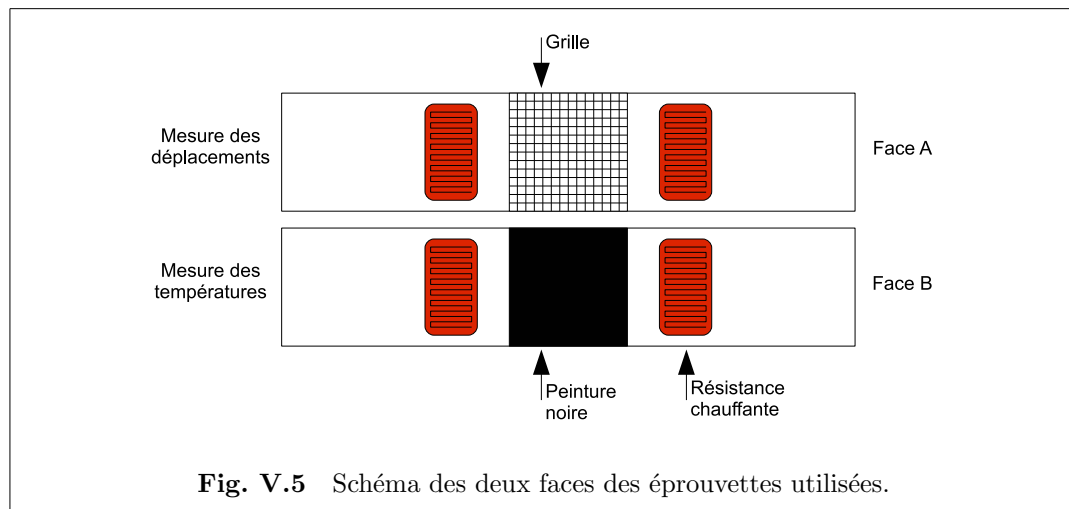 Grille
Mesure des
déplacements
Face A
Mesure des
températures
Face B
Peinture
noire
Résistance
chauffante
Fig. V.5 Schéma des deux faces des éprouvettes utilisées.